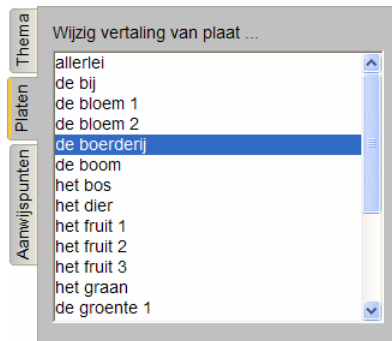 Thema
Platen
Aanwijspunten
Wijzig vertaling van plaat ...
allerlei
de bij
de bloem 1
de bloem 2
de boerderij
de boom
het bos
het dier
het fruit 1
het fruit 2
het fruit 3
het graan
de groente 1